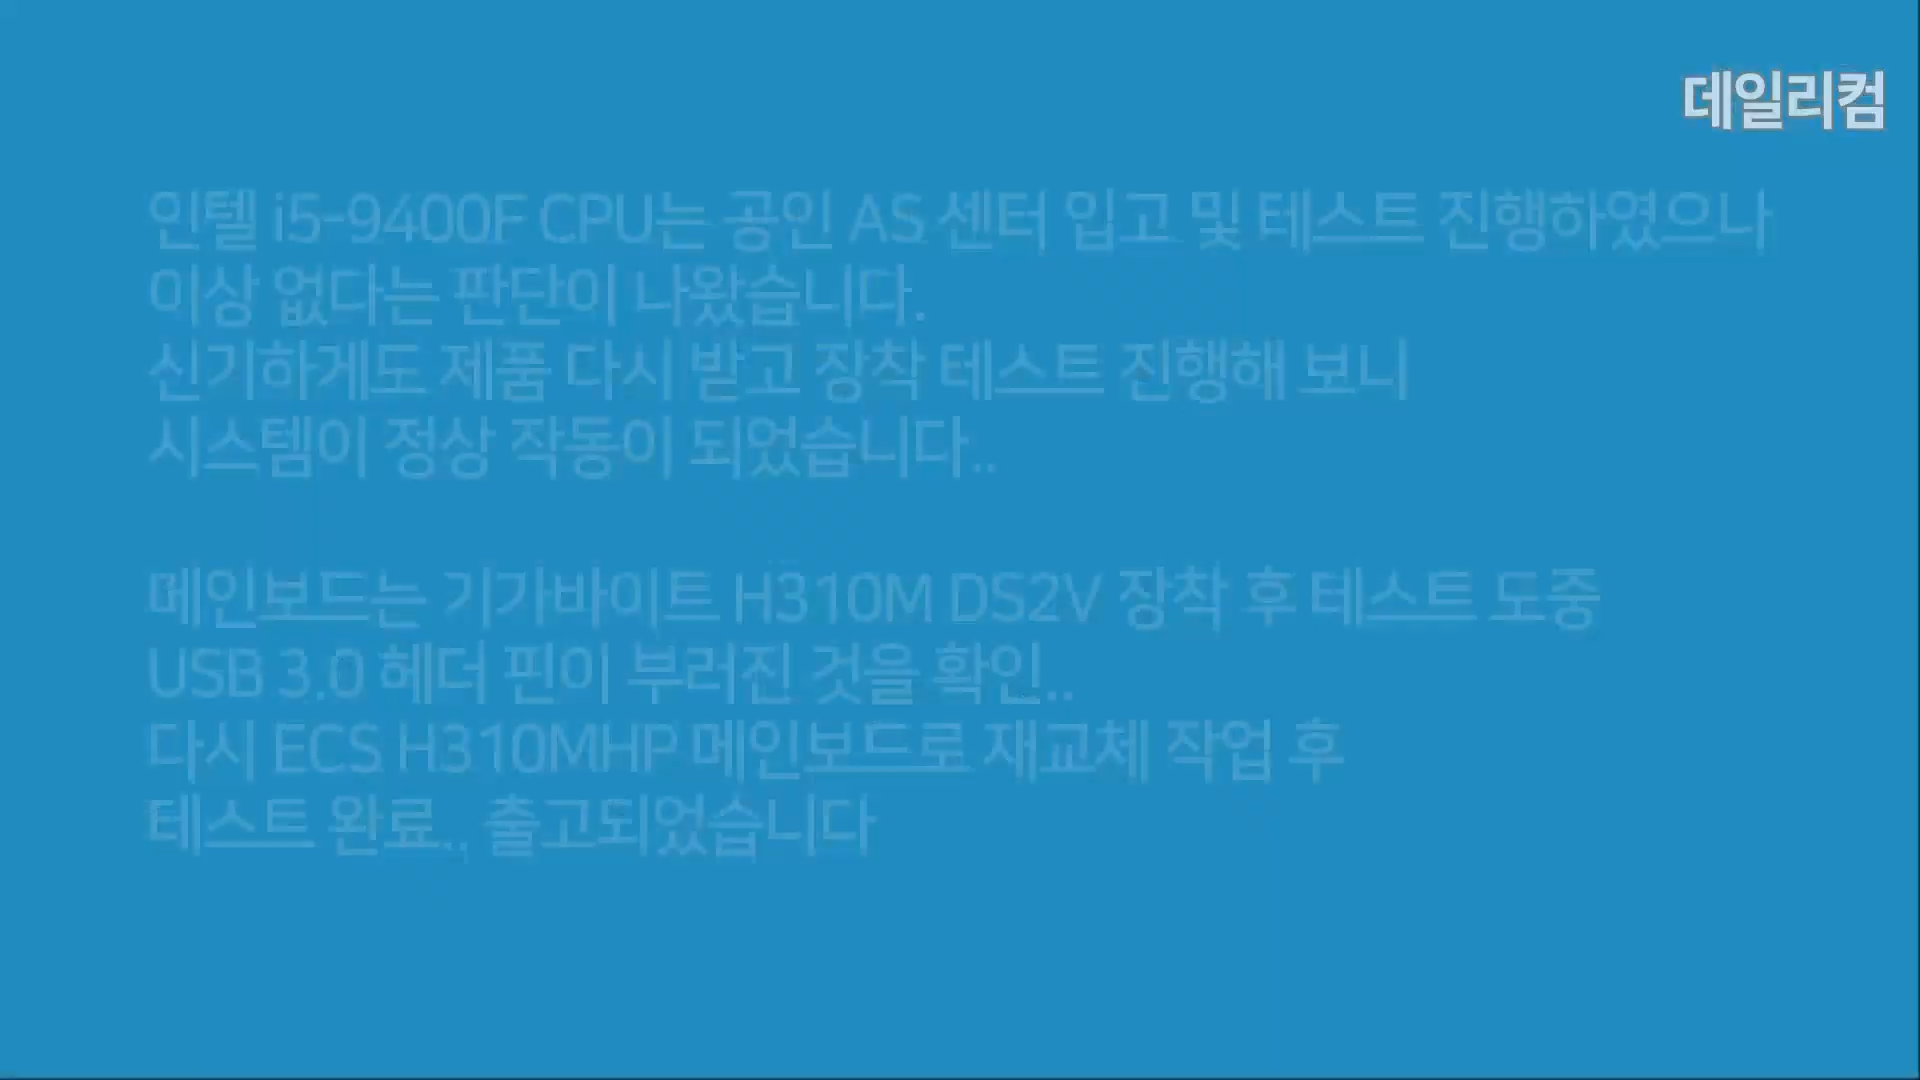 데일리컴
인텔 i5-9400F CPU는 공인 AS 센터 입고 및 테스트 진행하였으나
이상 없다는 판단이 나왔습니다.
신기하게도 제품 다시 받고 장착 테스트 진행해 보니
시스템이 정상 작동이 되었습니다..
메인보드는 기가바이트 H310M DS2V 장착 후 테스트 도중
USB 3.0 헤더 핀이 부러진 것을 확인..
다시 ECS H310MHP 메인보드로 재교체 작업 후
테스트 완료., 출고되었습니다